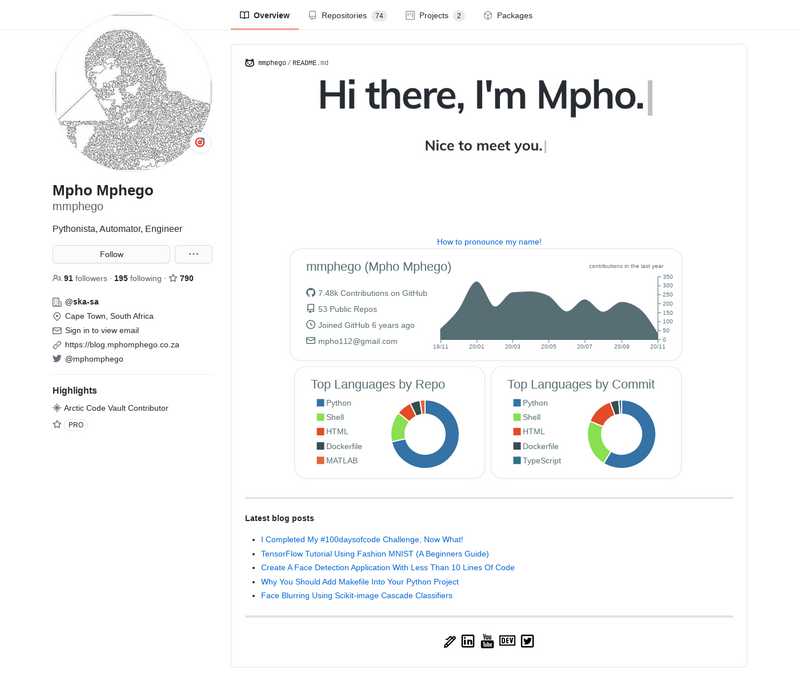 Overview
Repositories 74
Projects 2
Packages
Mpho Mphego
mmphego
Pythonista, Automator, Engineer
Follow
...
91 followers · 195 following · 790
@ska-sa
Cape Town, South Africa
Sign in to view email
https://blog.mphomphego.co.za
@mphomphego
Highlights
Arctic Code Vault Contributor
PRO
mmphego / README.md
Hi there, I'm Mpho.
Nice to meet you.
How to pronounce my name!
mmphego (Mpho Mphego)
contributions in the last year
7.48k Contributions on GitHub
53 Public Repos
Joined GitHub 6 years ago
mpho112@gmail.com
350
300
250
200
150
100
50
0
19/11 20/01 20/03 20/05 20/07 20/09 20/11
Top Languages by Repo
Python
Shell
HTML
Dockerfile
MATLAB
Top Languages by Commit
Python
Shell
HTML
Dockerfile
TypeScript
Latest blog posts
I Completed My #100daysofcode Challenge, Now What!
TensorFlow Tutorial Using Fashion MNIST (A Beginners Guide)
Create A Face Detection Application With Less Than 10 Lines Of Code
Why You Should Add Makefile Into Your Python Project
Face Blurring Using Scikit-image Cascade Classifiers
in
You
Tube
DEV